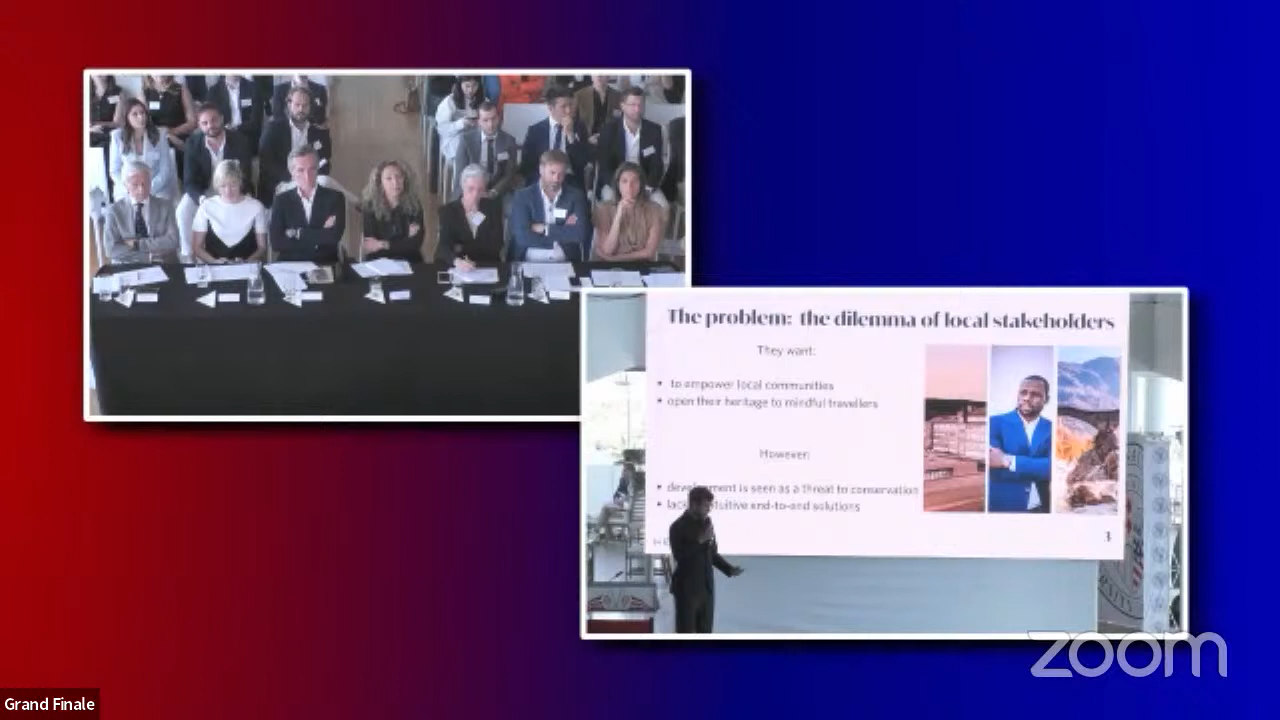 The problem: the dilemma of local stakeholders
They want:
• to empower local communities
• open their heritage to mindful travellers
However:
• development is seen as a threat to conservation
• intuitive end-to-end solutions
3
zoom
Grand Finale